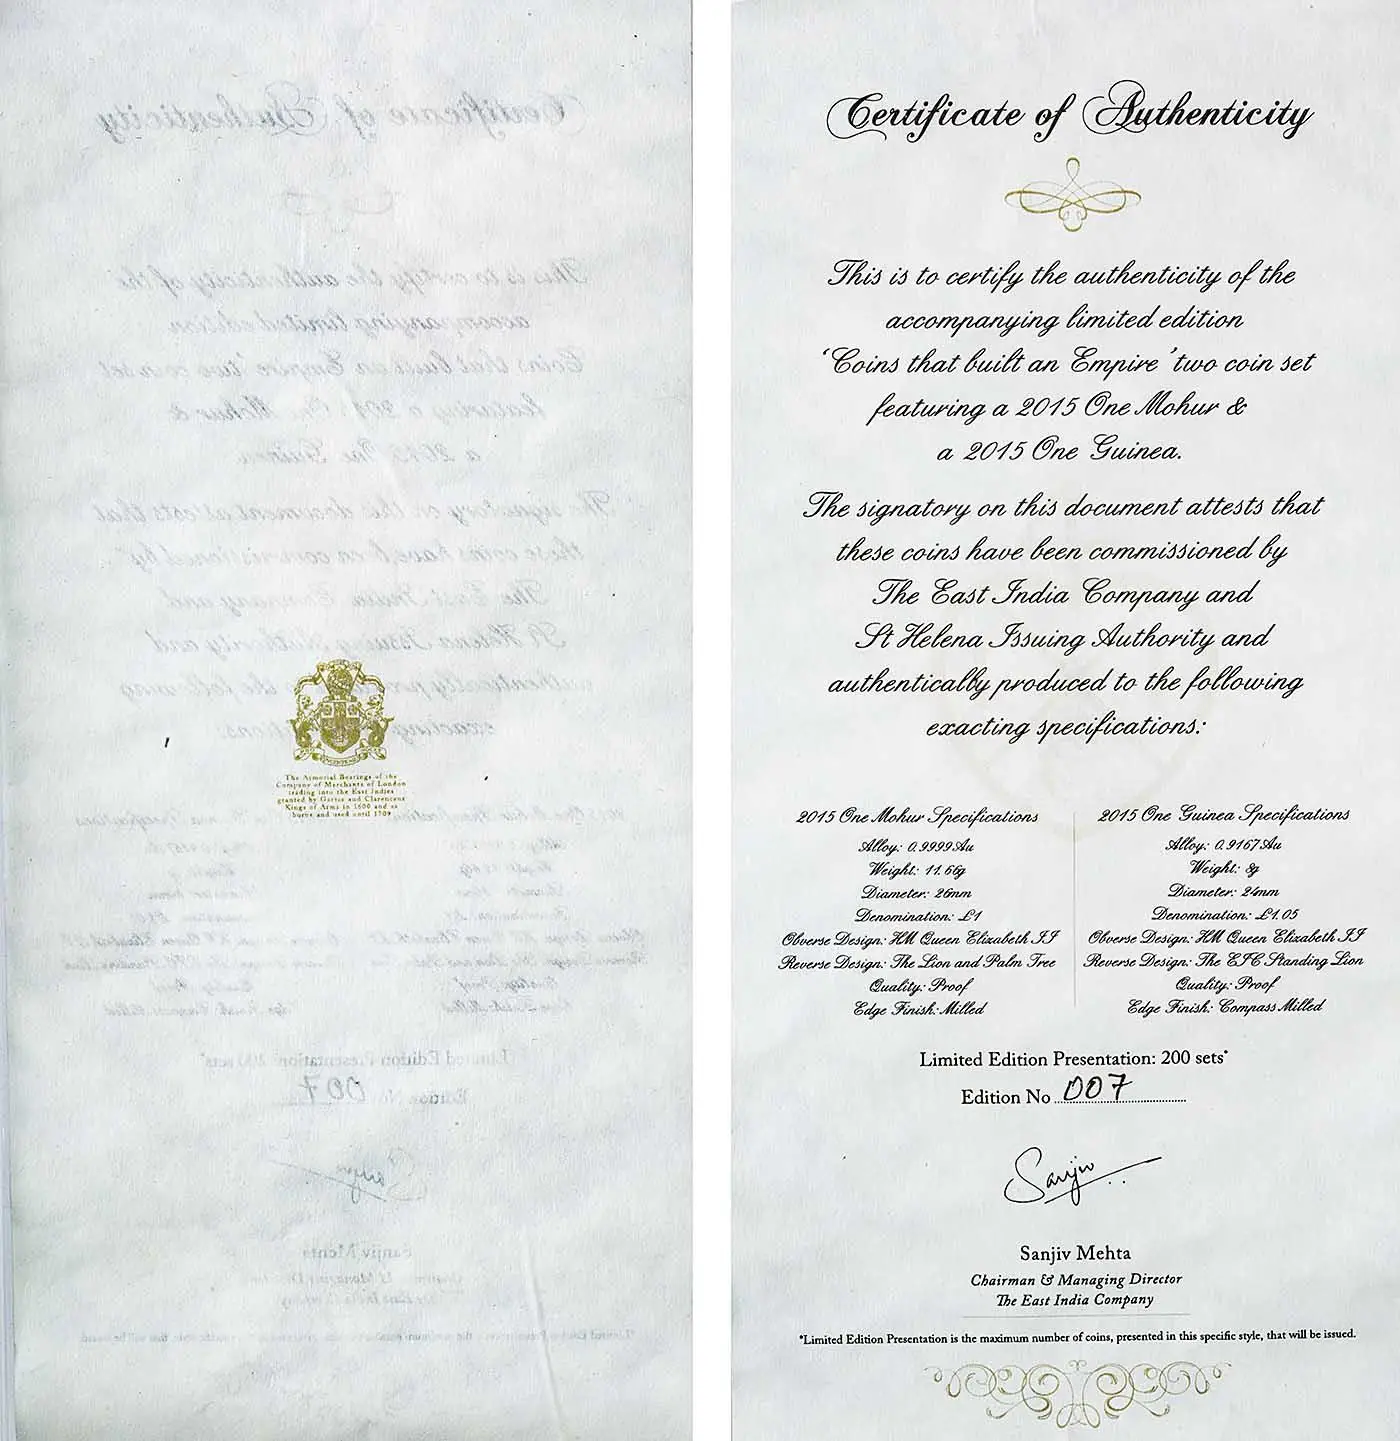 The Armorial Bearings of the
Company of Merchants of London
trading into the East Indies
granted by Garter and Clarenceux
Kings of Arms in 1600 and as
borne and used until 1709
Certificate of Authenticity
This is to certify the authenticity of the
accompanying limited edition
‘Coins that built an Empire’ two coin set
featuring a 2015 One Mohur &
a 2015 One Guinea.
The signatory on this document attests that
these coins have been commissioned by
The East India Company and
St Helena Issuing Authority and
authentically produced to the following
exacting specifications:
2015 One Mohur Specifications
Alloy: 0.9999 Au
Weight: 11.66g
Diameter: 26mm
Denomination: £1
Obverse Design: HM Queen Elizabeth II
Reverse Design: The Lion and Palm Tree
Quality: Proof
Edge Finish: Milled
2015 One Guinea Specifications
Alloy: 0.9167 Au
Weight: 8g
Diameter: 24mm
Denomination: £1.05
Obverse Design: HM Queen Elizabeth II
Reverse Design: The EIC Standing Lion
Quality: Proof
Edge Finish: Compass Milled
Limited Edition Presentation: 200 sets*
Edition No 007
Sanjiv
Sanjiv Mehta
Chairman & Managing Director
The East India Company
*Limited Edition Presentation is the maximum number of coins, presented in this specific style, that will be issued.